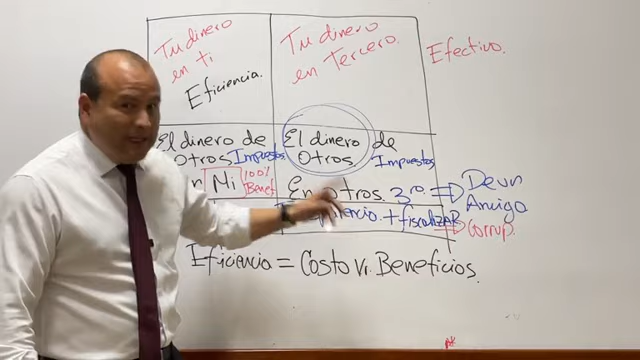 Tu dinero
en ti
Eficiencia.
Tu dinero
en Tercero.
Efectivo.
El dinero de
Otros Impuestos
Mi 100%
Benef
El dinero de
Otros Impuestos
En otros. 3ro. ⇒ De un
Amigo
+ fiscalizAR
⇒ Corrup.
Eficiencia = Costo vs. Beneficios.